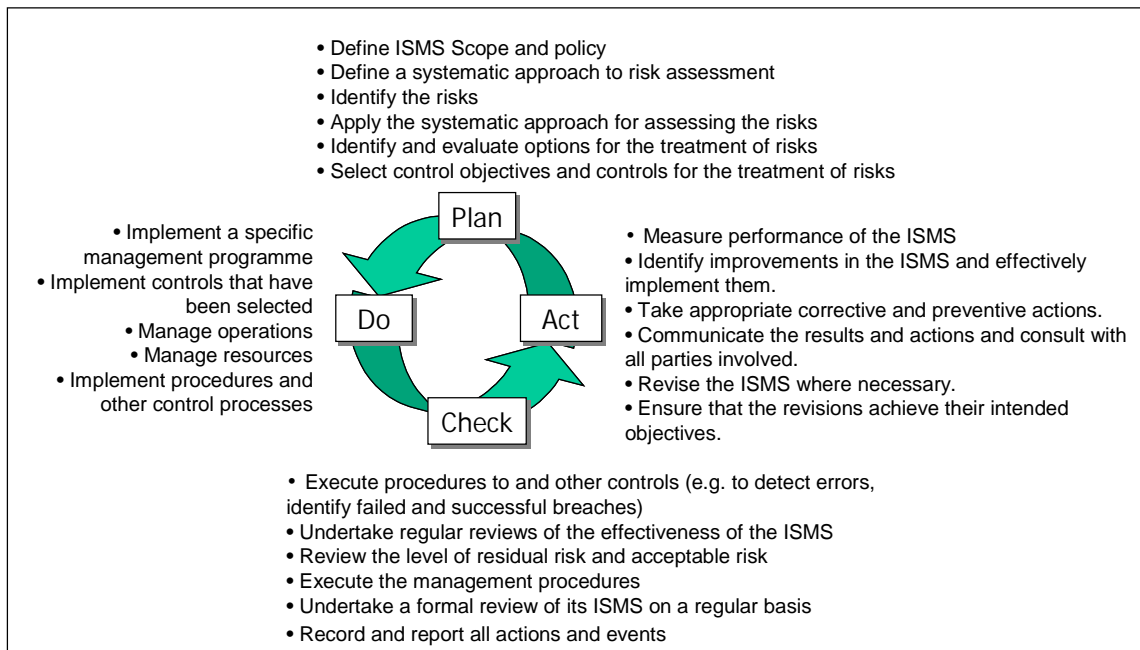 • Define ISMS Scope and policy
• Define a systematic approach to risk assessment
• Identify the risks
• Apply the systematic approach for assessing the risks
• Identify and evaluate options for the treatment of risks
• Select control objectives and controls for the treatment of risks
Plan
• Implement a specific
management programme
• Implement controls that have
been selected
• Manage operations
• Manage resources
• Implement procedures and
other control processes
Do
Act
• Measure performance of the ISMS
• Identify improvements in the ISMS and effectively
implement them.
• Take appropriate corrective and preventive actions.
• Communicate the results and actions and consult with
all parties involved.
• Revise the ISMS where necessary.
• Ensure that the revisions achieve their intended
objectives.
Check
• Execute procedures to and other controls (e.g. to detect errors,
identify failed and successful breaches)
• Undertake regular reviews of the effectiveness of the ISMS
• Review the level of residual risk and acceptable risk
• Execute the management procedures
• Undertake a formal review of its ISMS on a regular basis
• Record and report all actions and events